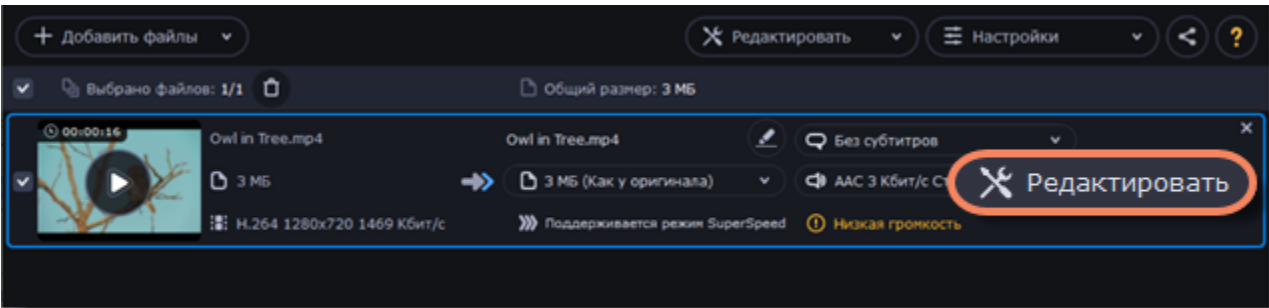 Добавить файлы
Редактировать
Настройки
?
Выбрано файлов: 1/1
Общий размер: 3 МБ
00:00:16
Owl in Tree.mp4
Owl in Tree.mp4
Без субтитров
3 МБ
3 МБ (Как у оригинала)
AAC 3 Кбит/с Ст
Редактировать
H.264 1280x720 1469 Кбит/с
Поддерживается режим SuperSpeed
Низкая громкость